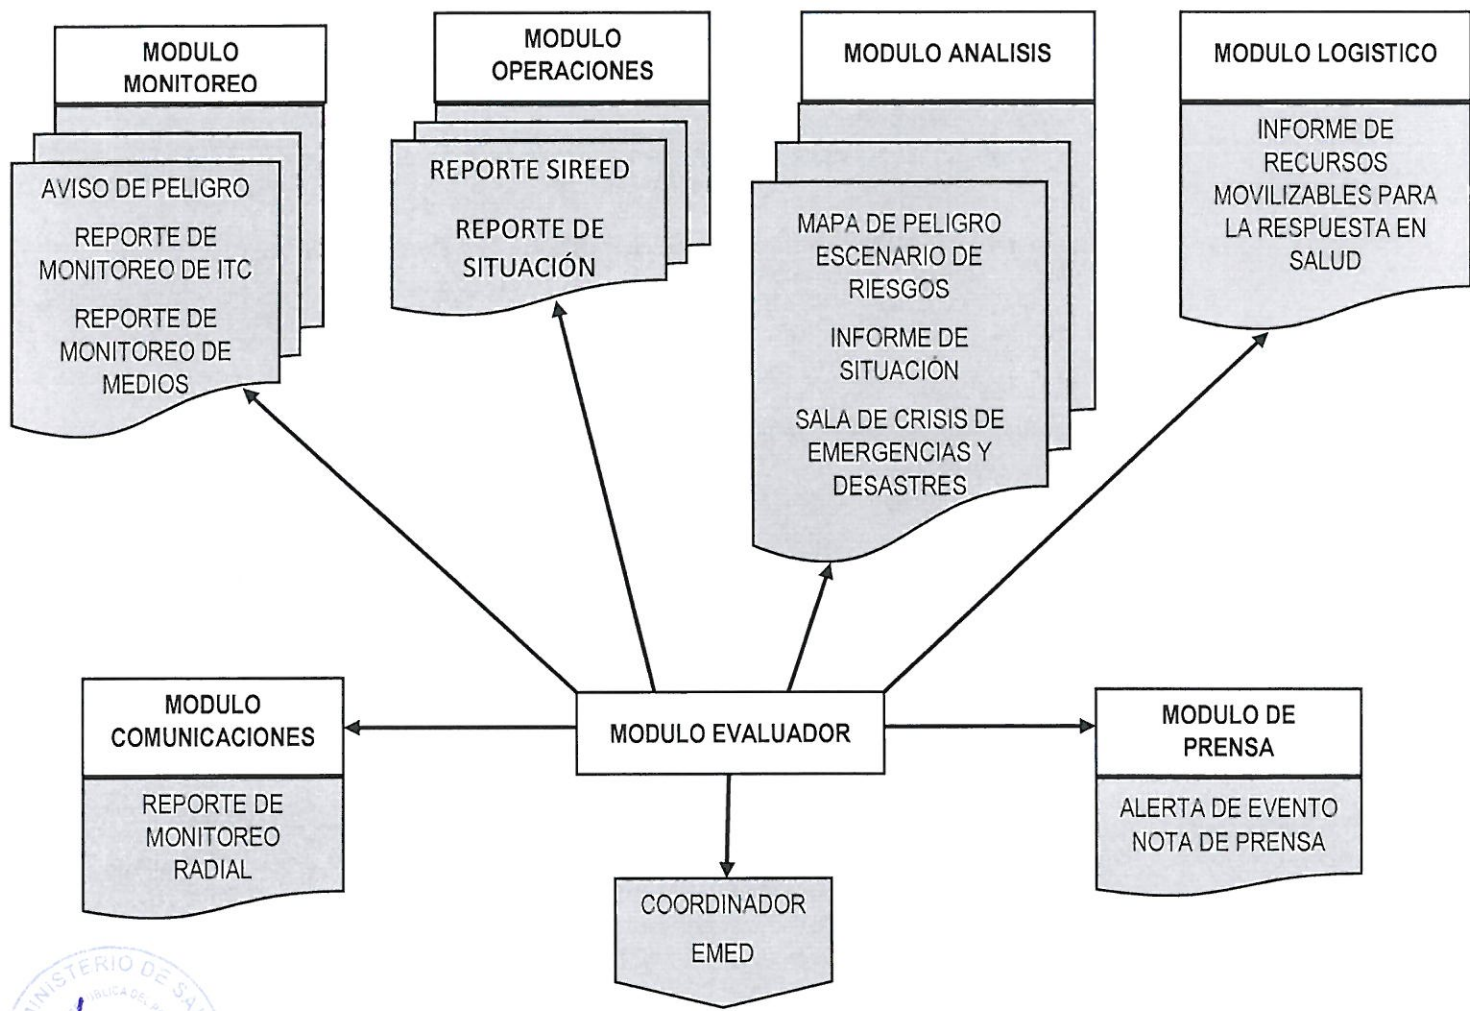 MODULO
MONITOREO
AVISO DE PELIGRO
REPORTE DE
MONITOREO DE ITC
REPORTE DE
MONITOREO DE
MEDIOS
MODULO
OPERACIONES
REPORTE SIREED
REPORTE DE
SITUACIÓN
MODULO ANALISIS
MAPA DE PELIGRO
ESCENARIO DE
RIESGOS
INFORME DE
SITUACIÓN
SALA DE CRISIS DE
EMERGENCIAS Y
DESASTRES
MODULO LOGISTICO
INFORME DE
RECURSOS
MOVILIZABLES PARA
LA RESPUESTA EN
SALUD
MODULO
COMUNICACIONES
REPORTE DE
MONITOREO
RADIAL
MODULO EVALUADOR
MODULO DE
PRENSA
ALERTA DE EVENTO
NOTA DE PRENSA
COORDINADOR
EMED